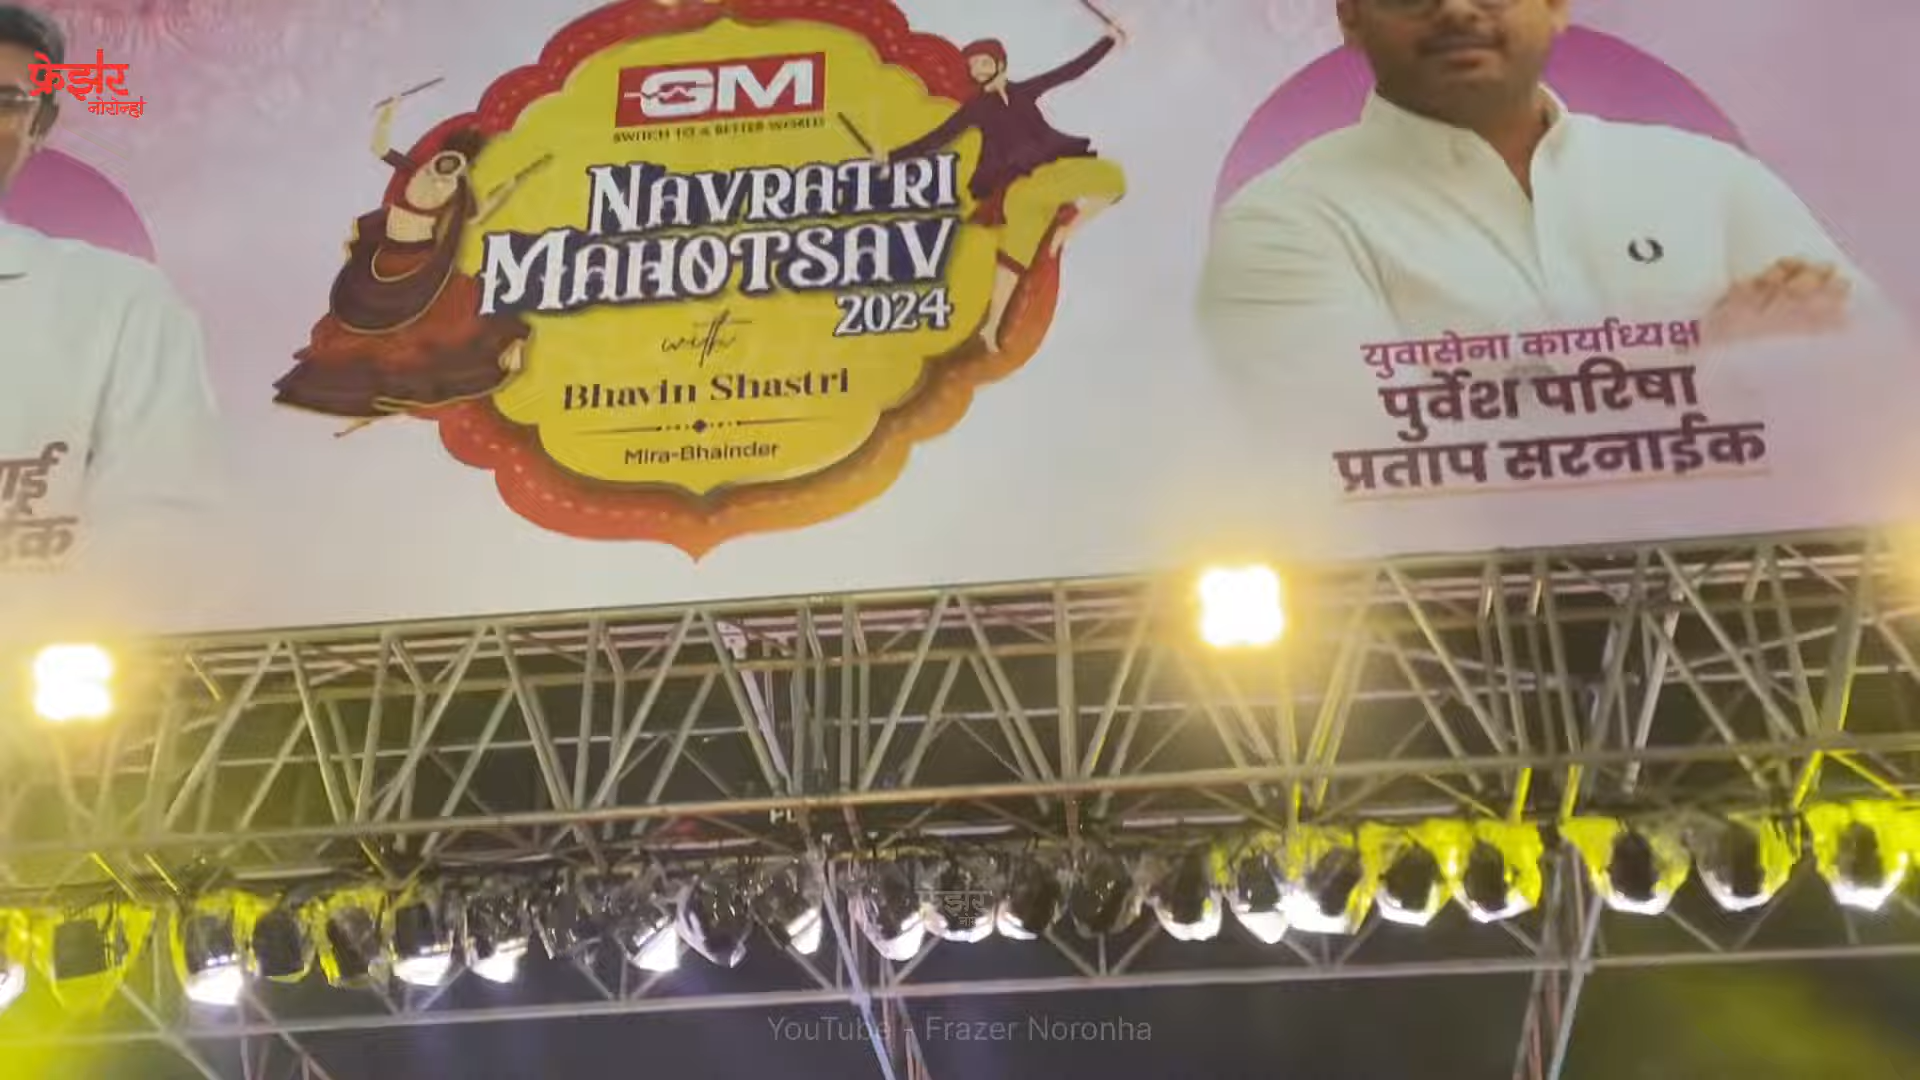 फ्रेझर
नोरोन्हा
GM
SWITCH TO A BETTER WORLD
NAVRATRI
MAHOTSAV
2024
with
Bhavin Shastri
Mira-Bhainder
युवासेना कार्याध्यक्ष
पुर्वेश परिषा
प्रताप सरनाईक
YouTube - Frazer Noronha